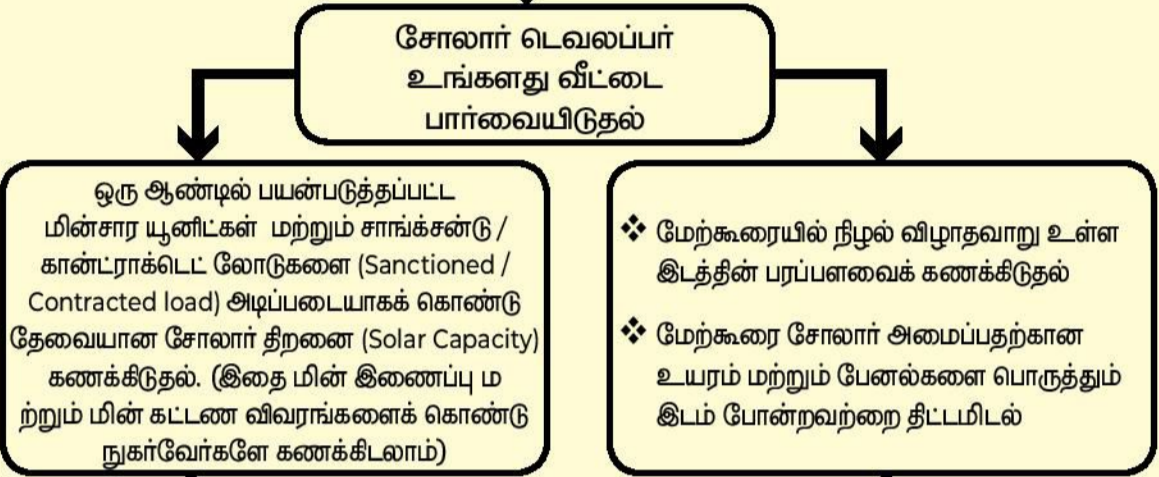 சோலார் டெவலப்பர்
உங்களது வீட்டை
பார்வையிடுதல்
ஒரு ஆண்டில் பயன்படுத்தப்பட்ட
மின்சார யூனிட்கள் மற்றும் சாங்க்சன்டு /
கான்ட்ராக்டெட் லோடுகளை (Sanctioned /
Contracted load) அடிப்படையாகக் கொண்டு
தேவையான சோலார் திறனை (Solar Capacity)
கணக்கிடுதல். (இதை மின் இணைப்பு ம
ற்றும் மின் கட்டண விவரங்களைக் கொண்டு
நுகர்வேர்களே கணக்கிடலாம்)
❖ மேற்கூரையில் நிழல் விழாதவாறு உள்ள
இடத்தின் பரப்பளவைக் கணக்கிடுதல்
❖ மேற்கூரை சோலார் அமைப்பதற்கான
உயரம் மற்றும் பேனல்களை பொருத்தும்
இடம் போன்றவற்றை திட்டமிடல்